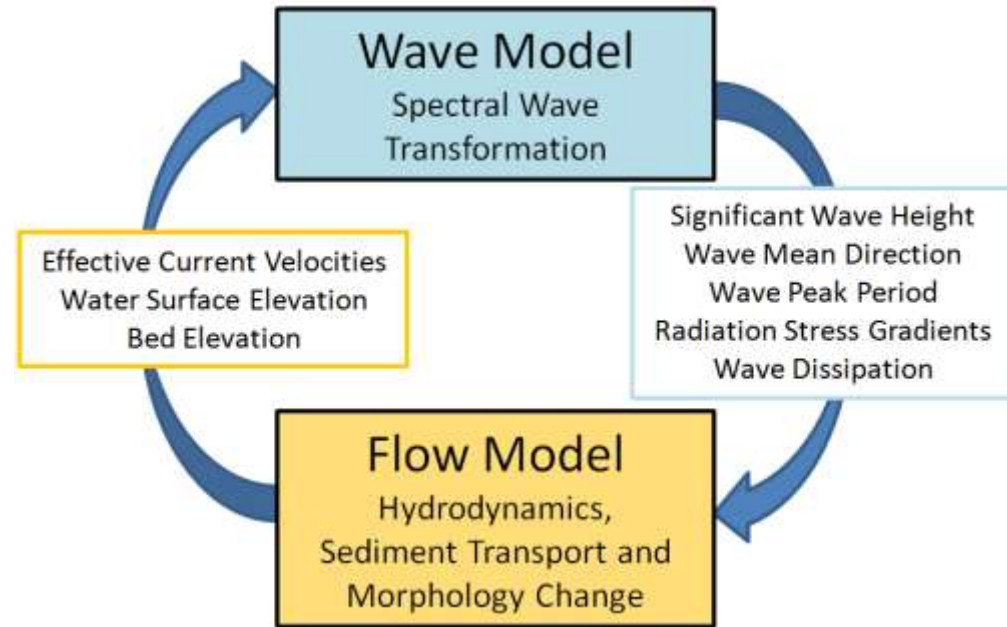 Wave Model
Spectral Wave
Transformation
Significant Wave Height
Wave Mean Direction
Wave Peak Period
Radiation Stress Gradients
Wave Dissipation
Effective Current Velocities
Water Surface Elevation
Bed Elevation
Flow Model
Hydrodynamics,
Sediment Transport and
Morphology Change